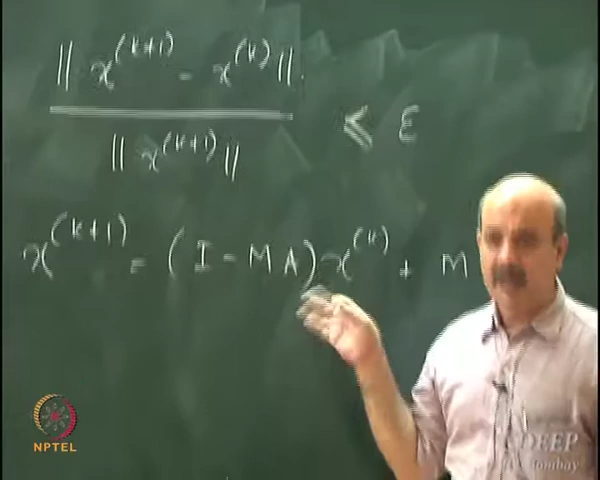 || x^(k+1) - x^(k) ||
|| x^(k+1) ||
< ε
x^(k+1) = (I - MA) x^(k) + M
NPTEL
DEEP
Bombay